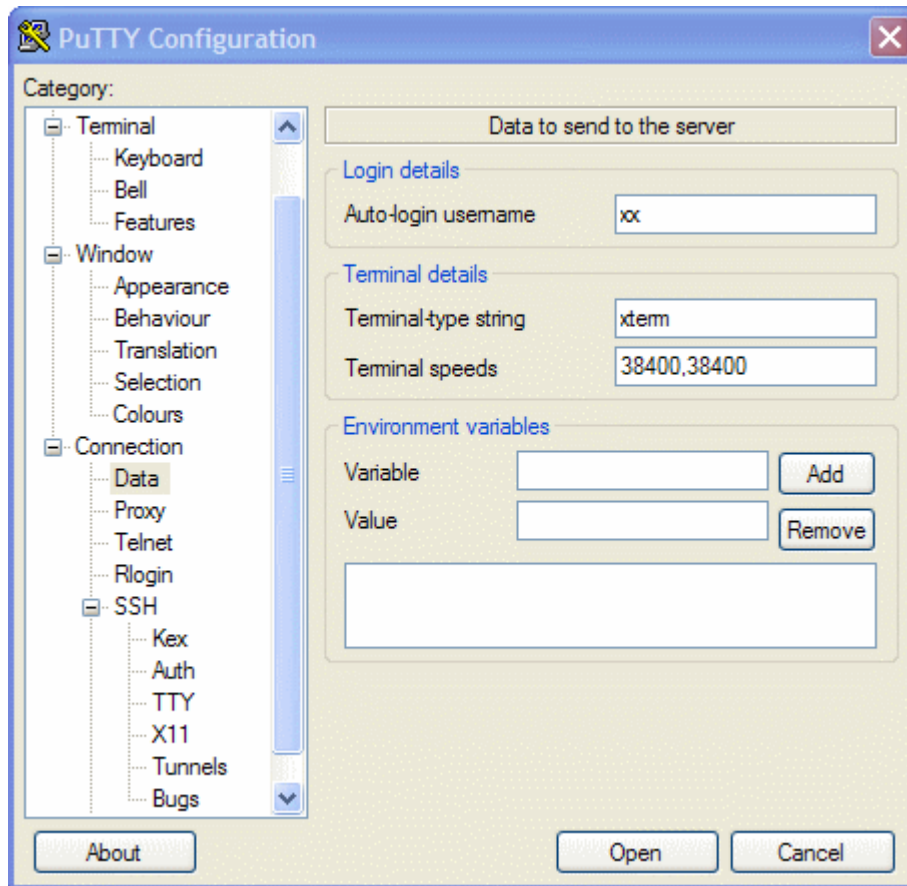 PuTTY Configuration
Category:
Terminal
Keyboard
Bell
Features
Window
Appearance
Behaviour
Translation
Selection
Colours
Connection
Data
Proxy
Telnet
Rlogin
SSH
Kex
Auth
TTY
X11
Tunnels
Bugs
Data to send to the server
Login details
Auto-login username xx
Terminal details
Terminal-type string xterm
Terminal speeds 38400,38400
Environment variables
Variable Add
Value Remove
About Open Cancel